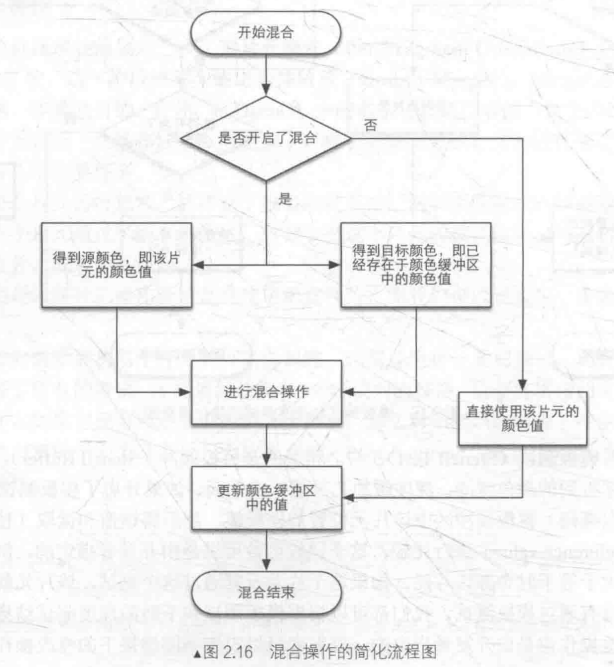 开始混合
是否开启了混合
否
是
得到源颜色，即该片
元的颜色值
得到目标颜色，即已
经存在于颜色缓冲区
中的颜色值
进行混合操作
直接使用该片元的
颜色值
更新颜色缓冲区
中的值
混合结束
▲图2.16 混合操作的简化流程图